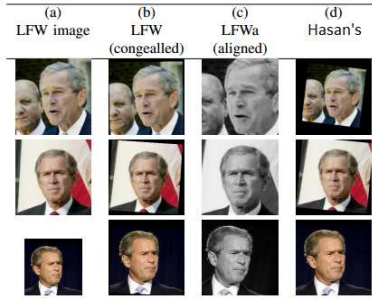 (a) (b) (c) (d)
LFW image LFW LFWa Hasan's
(congealled) (aligned)